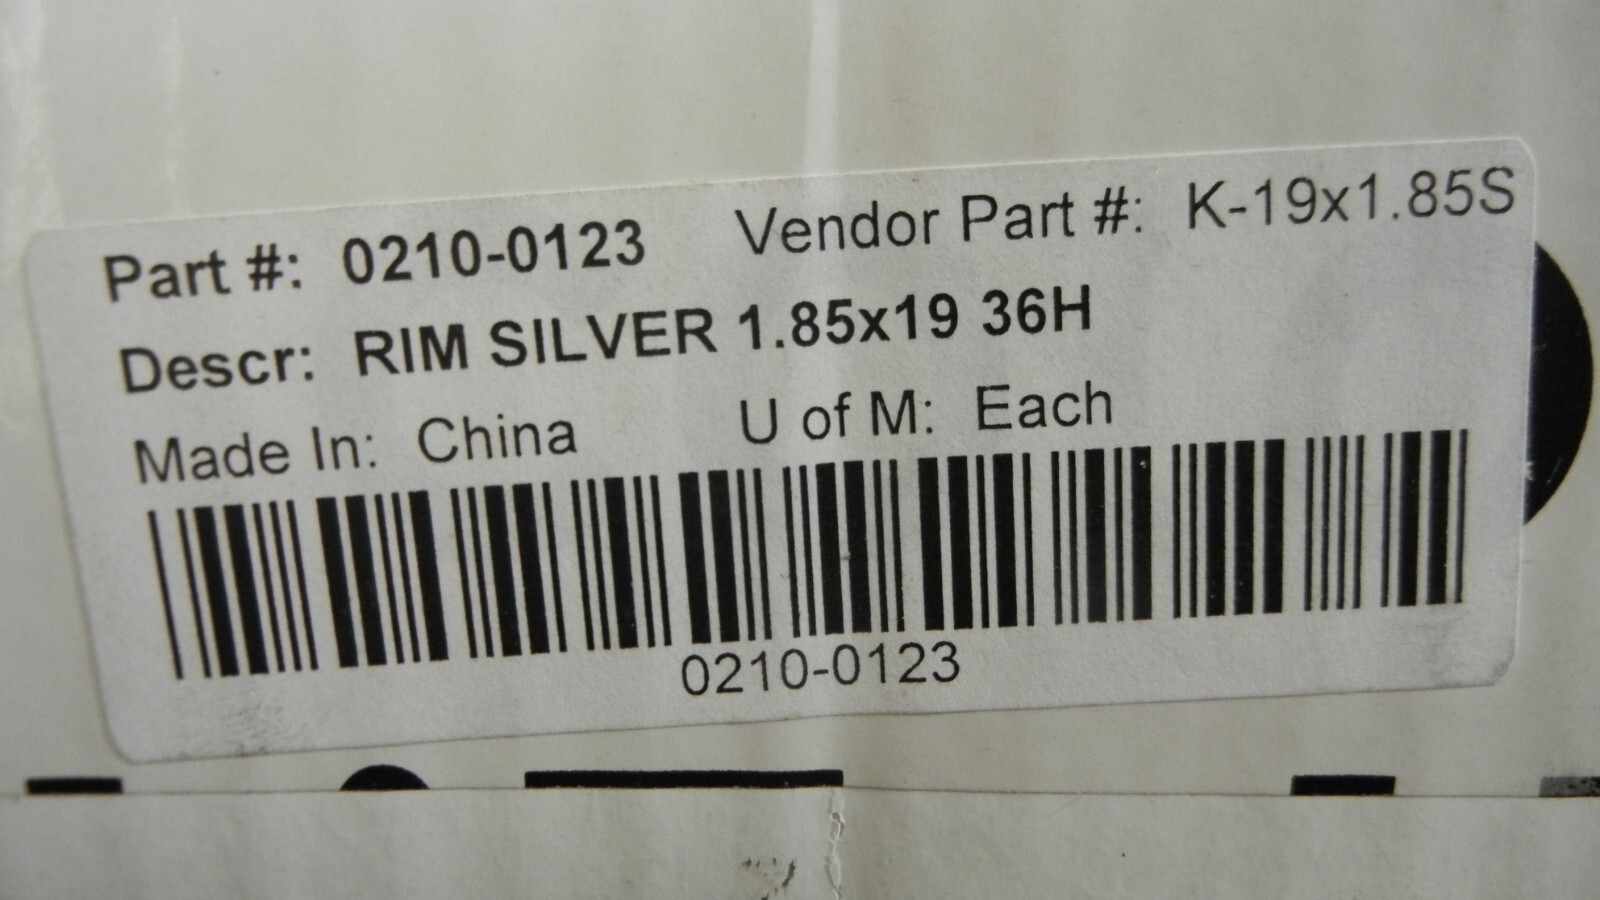 Part #: 0210-0123 Vendor Part #: K-19x1.85S
Descr: RIM SILVER 1.85x19 36H
Made In: China U of M: Each
0210-0123